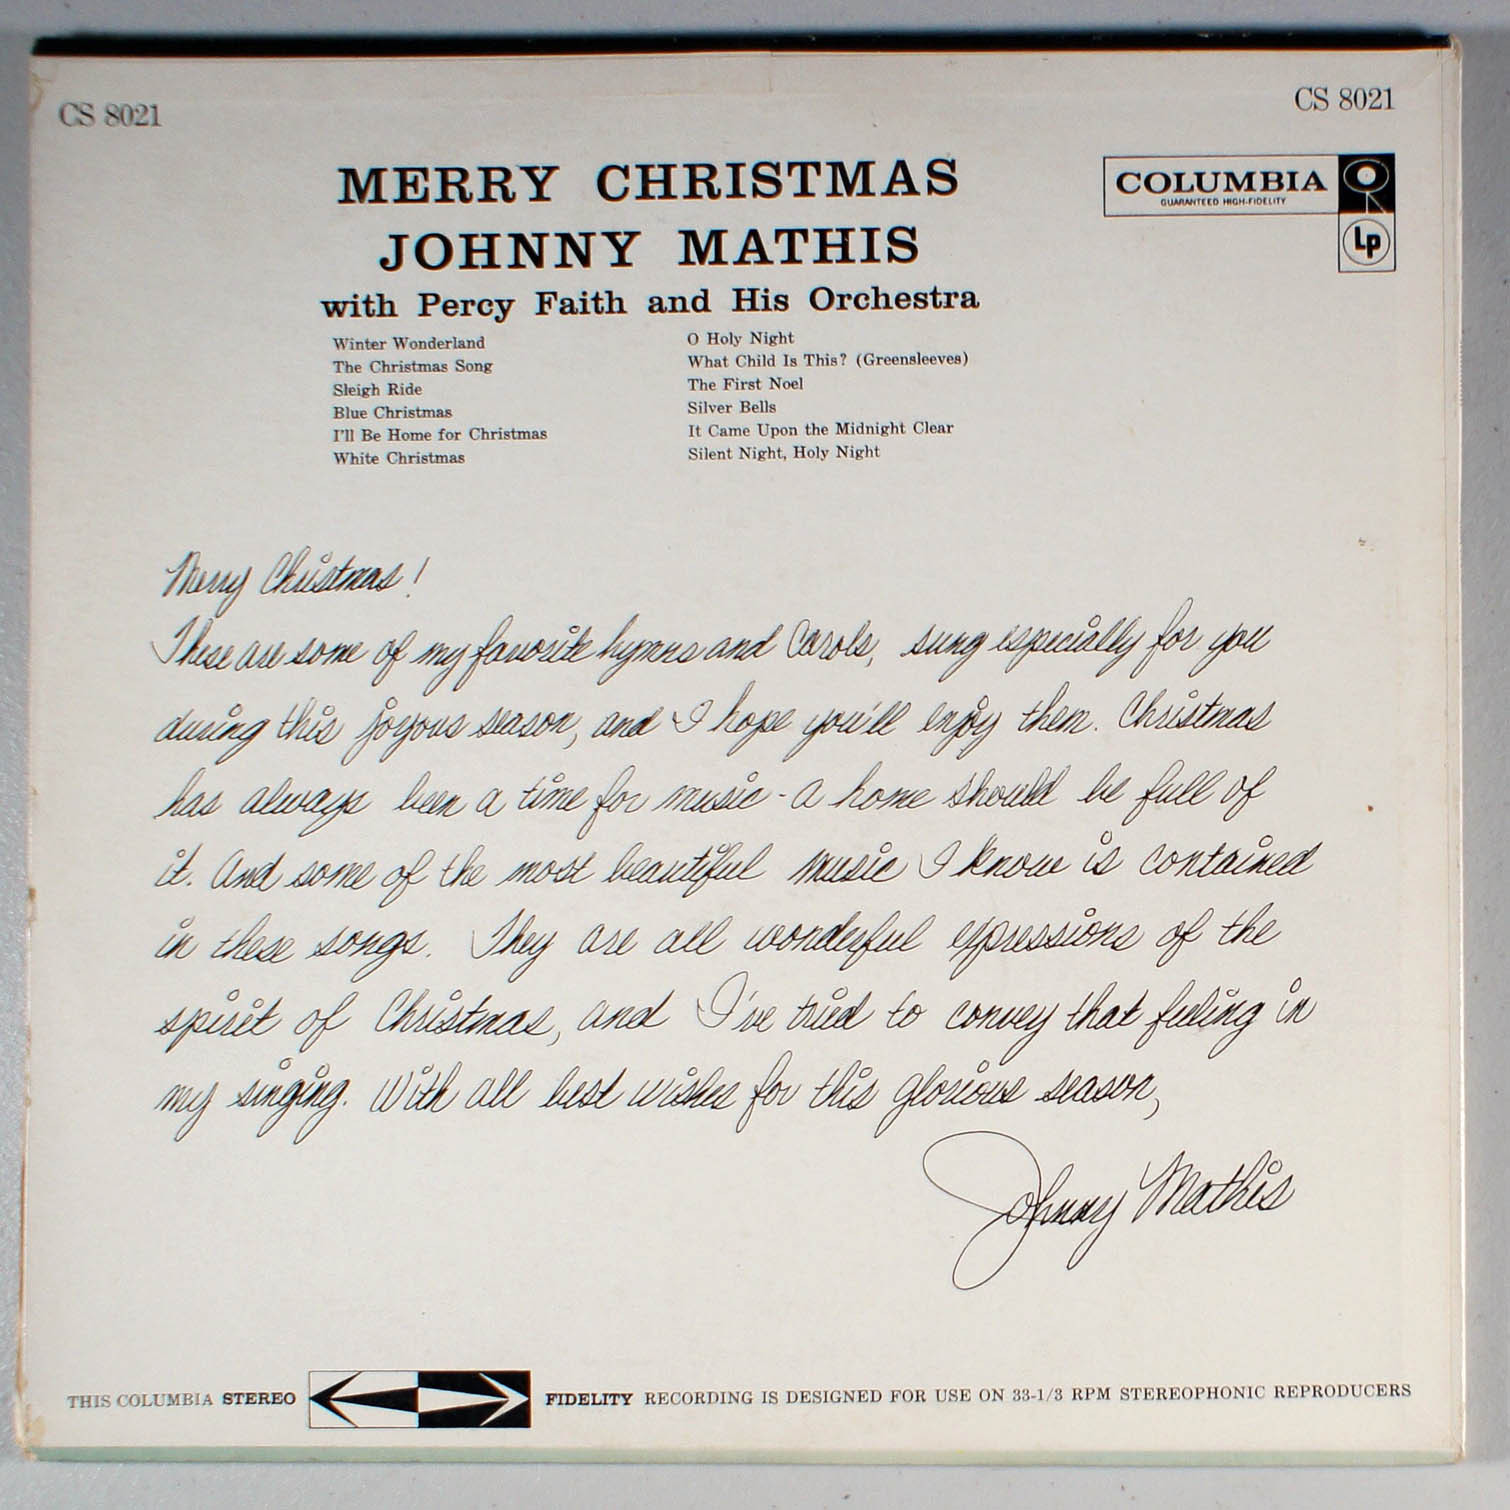 CS 8021
CS 8021
MERRY CHRISTMAS
JOHNNY MATHIS
with Percy Faith and His Orchestra
COLUMBIA
GUARANTEED HIGH-FIDELITY
Lp
Winter Wonderland
The Christmas Song
Sleigh Ride
Blue Christmas
I'll Be Home for Christmas
White Christmas
O Holy Night
What Child Is This? (Greensleeves)
The First Noel
Silver Bells
It Came Upon the Midnight Clear
Silent Night, Holy Night
Merry Christmas!
These are some of my favorite hymns and Carols, sung especially for you
during this joyous season, and I hope you'll enjoy them. Christmas
has always been a time for music - a home should be full of
it. And some of the most beautiful music I know is contained
in these songs. They are all wonderful expressions of the
spirit of Christmas, and I've tried to convey that feeling in
my singing. With all best wishes for this glorious season,
Johnny Mathis
THIS COLUMBIA STEREO FIDELITY RECORDING IS DESIGNED FOR USE ON 33-1/3 RPM STEREOPHONIC REPRODUCERS